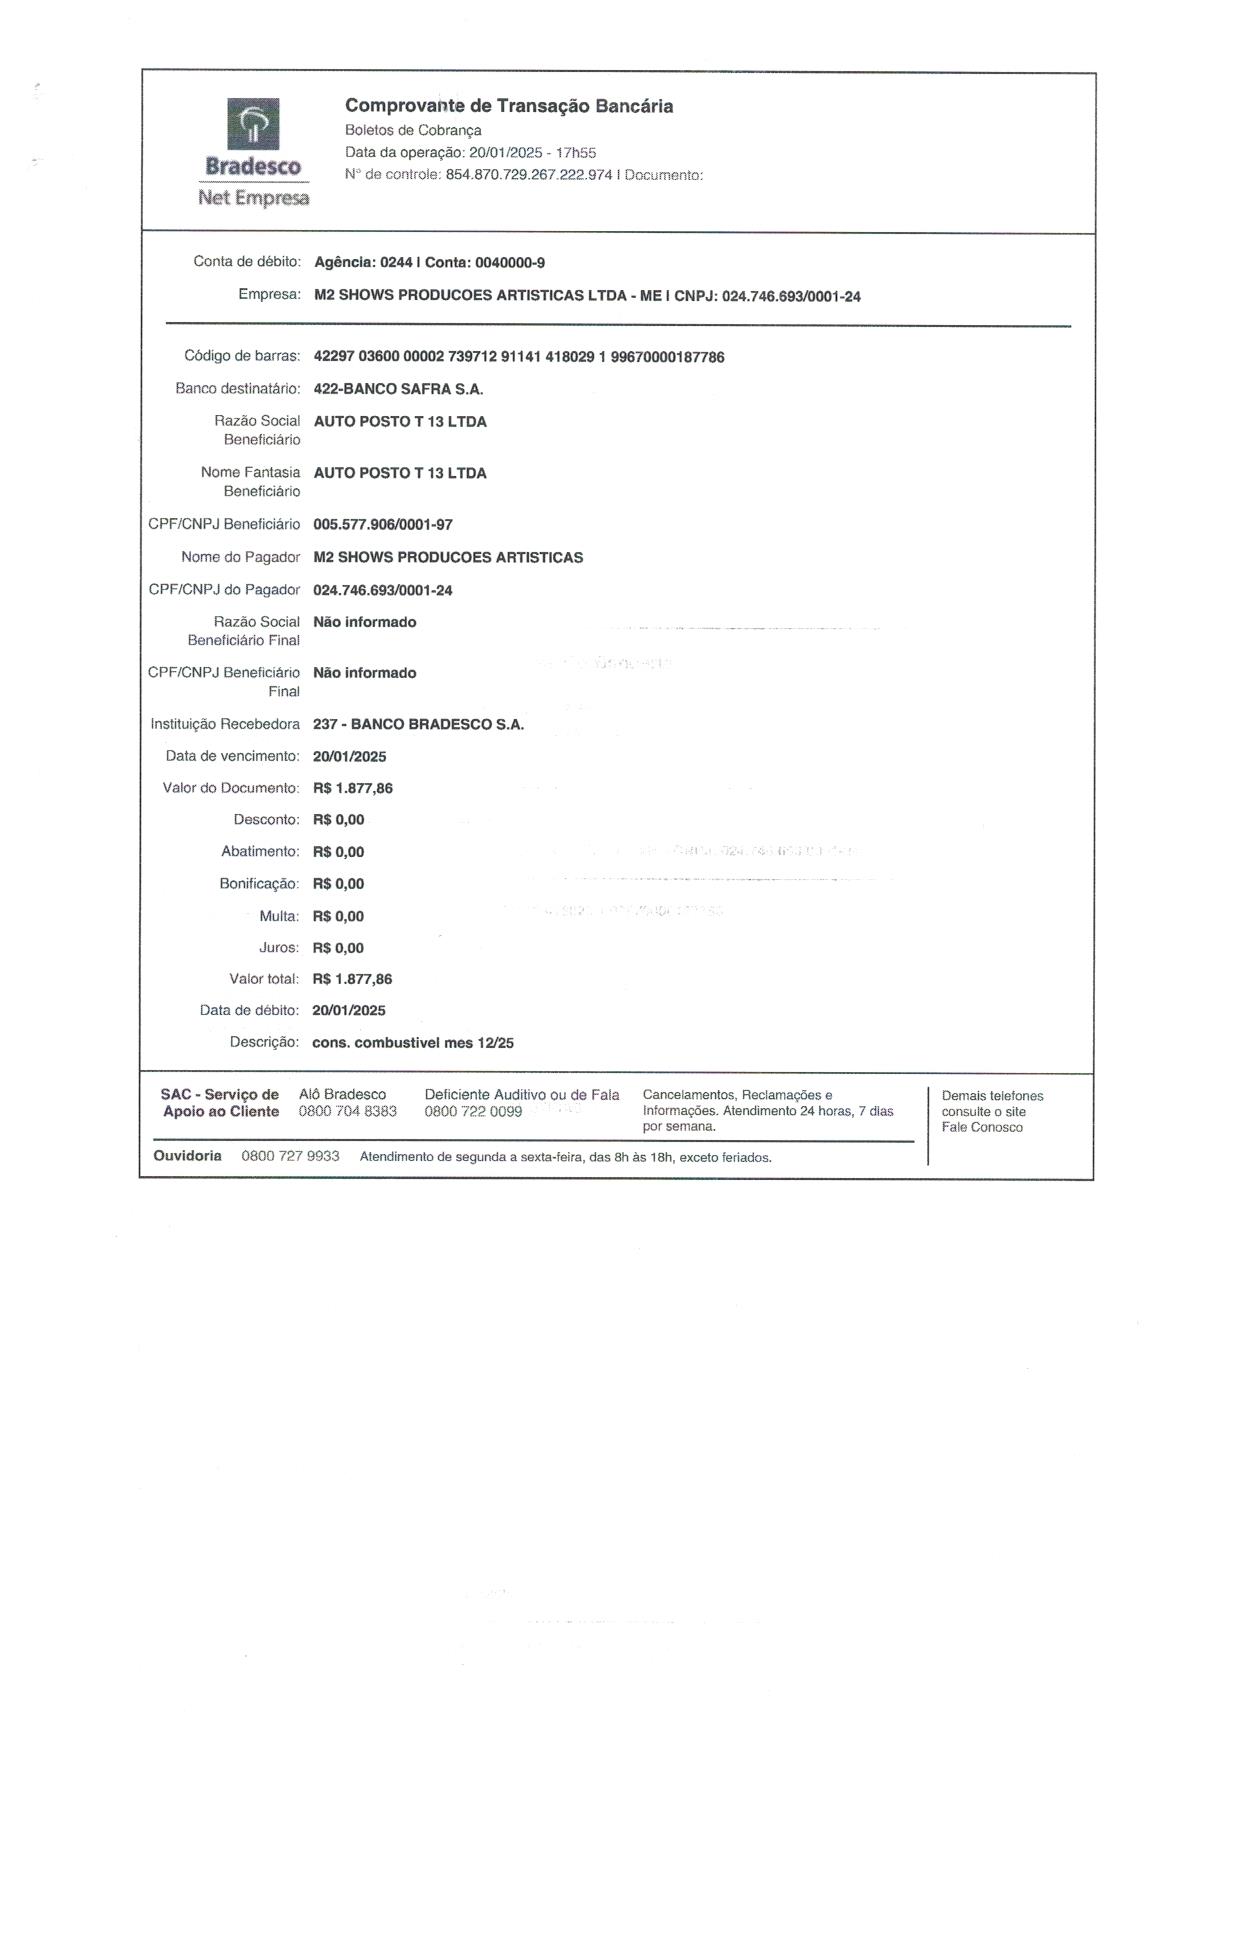 Comprovante de Transação Bancária
Boletos de Cobrança
Data da operação: 20/01/2025 - 17h55
N° de controle: 854.870.729.267.222.974 | Documento:
Bradesco
Net Empresa
Conta de débito: Agência: 0244 | Conta: 0040000-9
Empresa: M2 SHOWS PRODUCOES ARTISTICAS LTDA - ME | CNPJ: 024.746.693/0001-24
Código de barras: 42297 03600 00002 739712 91141 418029 1 99670000187786
Banco destinatário: 422-BANCO SAFRA S.A.
Razão Social AUTO POSTO T 13 LTDA
Beneficiário
Nome Fantasia AUTO POSTO T 13 LTDA
Beneficiário
CPF/CNPJ Beneficiário 005.577.906/0001-97
Nome do Pagador M2 SHOWS PRODUCOES ARTISTICAS
CPF/CNPJ do Pagador 024.746.693/0001-24
Razão Social Não informado
Beneficiário Final
CPF/CNPJ Beneficiário Não informado
Final
Instituição Recebedora 237 - BANCO BRADESCO S.A.
Data de vencimento: 20/01/2025
Valor do Documento: R$ 1.877,86
Desconto: R$ 0,00
Abatimento: R$ 0,00
Bonificação: R$ 0,00
Multa: R$ 0,00
Juros: R$ 0,00
Valor total: R$ 1.877,86
Data de débito: 20/01/2025
Descrição: cons. combustivel mes 12/25
SAC - Serviço de Apoio ao Cliente
Alô Bradesco
0800 704 8383
Deficiente Auditivo ou de Fala
0800 722 0099
Cancelamentos, Reclamações e
Informações. Atendimento 24 horas, 7 dias
por semana.
Demais telefones
consulte o site
Fale Conosco
Ouvidoria 0800 727 9933 Atendimento de segunda a sexta-feira, das 8h às 18h, exceto feriados.